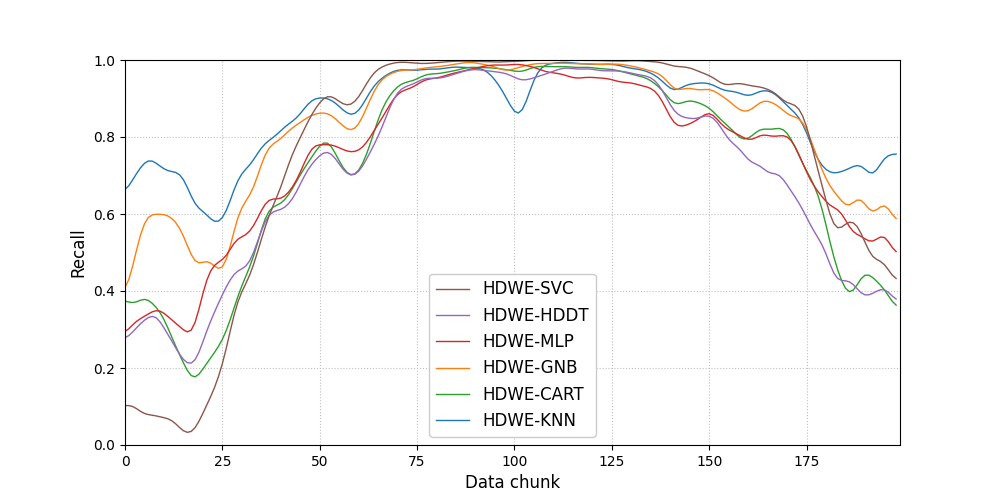 1.0
0.8
0.6
0.4
0.2
0.0
Recall
HDWE-SVC
HDWE-HDDT
HDWE-MLP
HDWE-GNB
HDWE-CART
HDWE-KNN
0 25 50 75 100 125 150 175
Data chunk